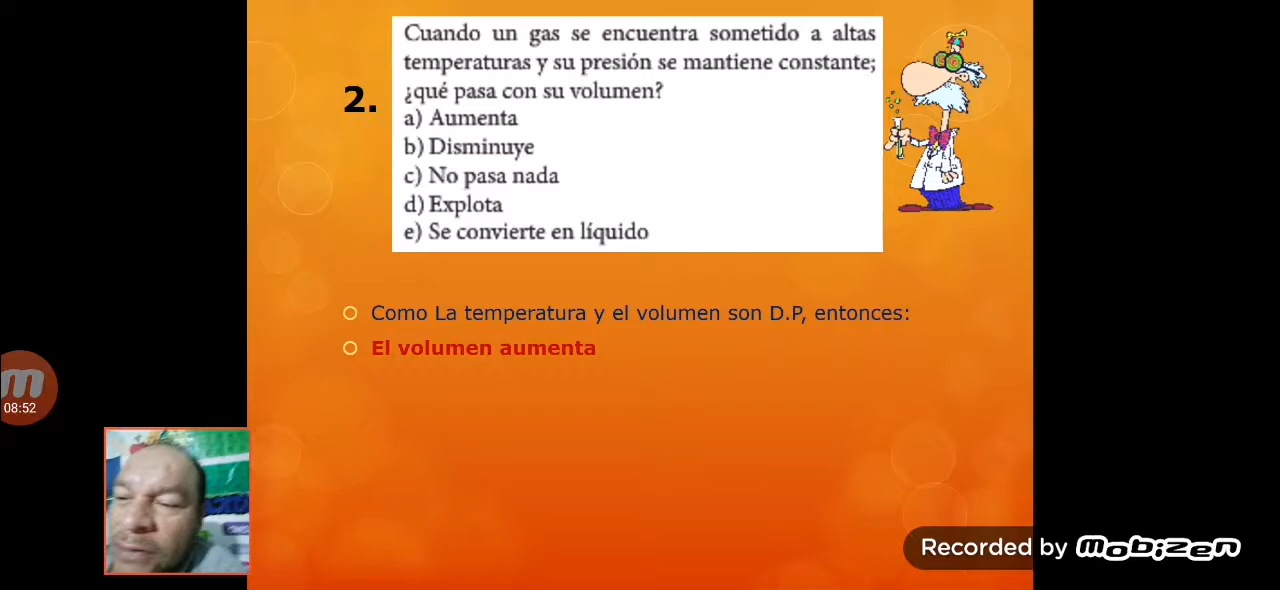 2.
Cuando un gas se encuentra sometido a altas
temperaturas y su presión se mantiene constante;
¿qué pasa con su volumen?
a) Aumenta
b) Disminuye
c) No pasa nada
d) Explota
e) Se convierte en líquido
Como La temperatura y el volumen son D.P, entonces:
El volumen aumenta
m
08:52
Recorded by mobizen